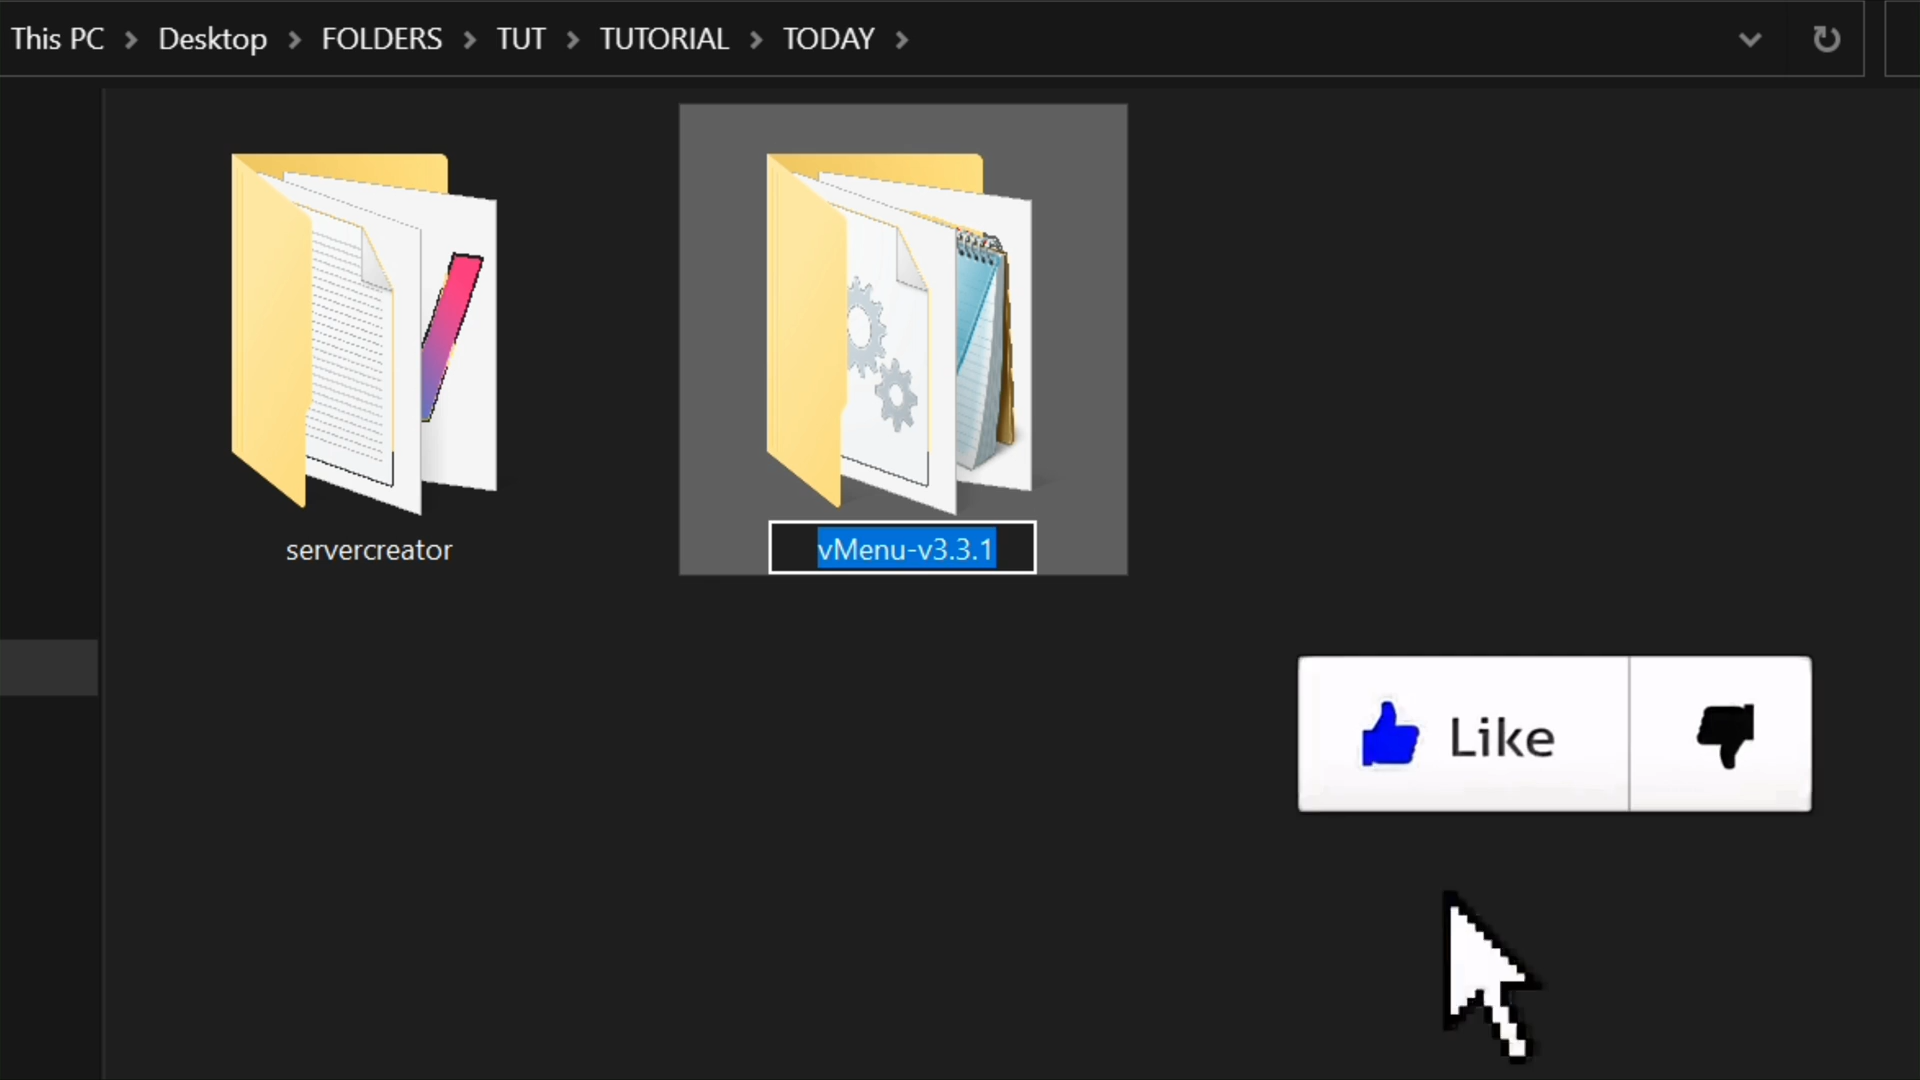 This PC > Desktop > FOLDERS > TUT > TUTORIAL > TODAY >
servercreator
vMenu-v3.3.1
Like